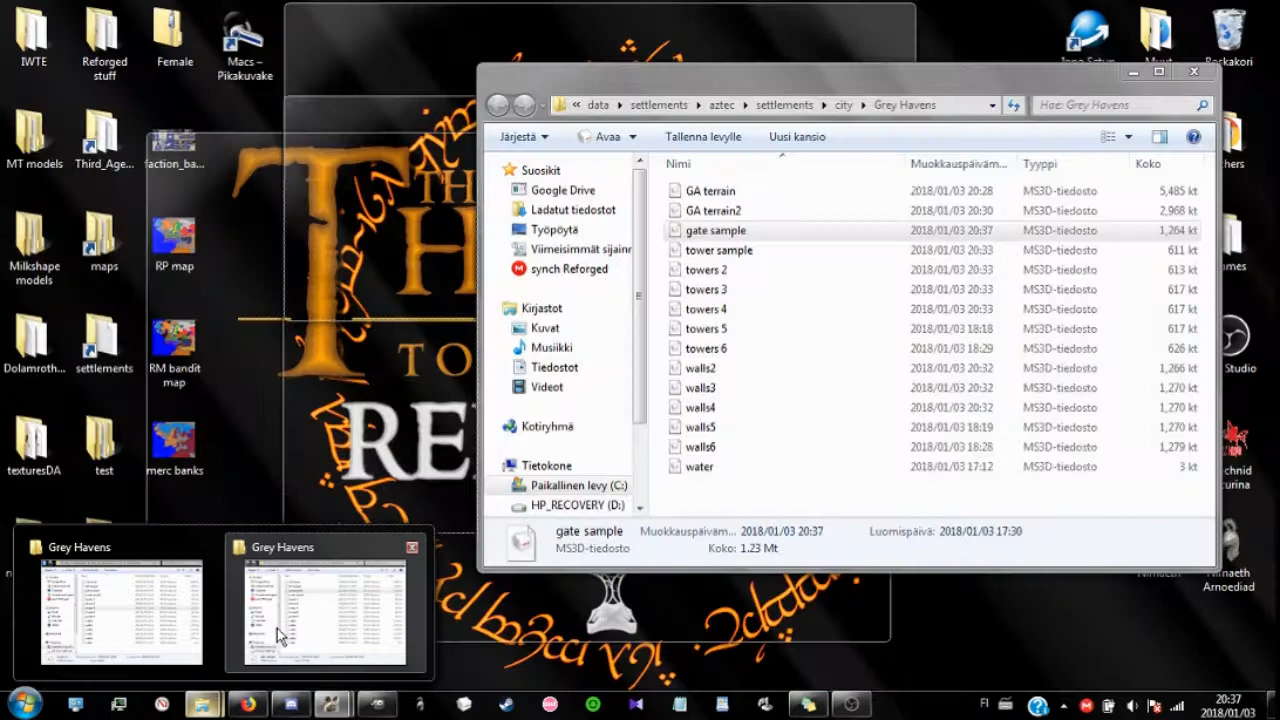 IWTE
Reforged
stuff
Female
Macs –
Pikakuvake
MT models
Third_Age...
faction_ba...
Milkshape
models
maps
RP map
Dolamroth...
settlements
RM bandit
map
texturesDA
test
merc banks
TH
H
T
TO
RE
Inno Setup
Muut
Roskakori
Studio
Arnoediad
« data
settlements
aztec
settlements
city
Grey Havens
Hae: Grey Havens
Järjestä
Avaa
Tallenna levylle
Uusi kansio
Suosikit
Google Drive
Ladatut tiedostot
Työpöytä
Viimeisimmät sijainn
synch Reforged
Kirjastot
Kuvat
Musiikki
Tiedostot
Videot
Kotiryhmä
Tietokone
Paikallinen levy (C:)
HP_RECOVERY (D:)
Nimi Muokkauspäiväm... Tyyppi Koko
GA terrain 2018/01/03 20:28 MS3D-tiedosto 5,485 kt
GA terrain2 2018/01/03 20:30 MS3D-tiedosto 2,968 kt
gate sample 2018/01/03 20:37 MS3D-tiedosto 1,264 kt
tower sample 2018/01/03 20:33 MS3D-tiedosto 611 kt
towers 2 2018/01/03 20:33 MS3D-tiedosto 613 kt
towers 3 2018/01/03 20:33 MS3D-tiedosto 617 kt
towers 4 2018/01/03 20:33 MS3D-tiedosto 617 kt
towers 5 2018/01/03 18:18 MS3D-tiedosto 617 kt
towers 6 2018/01/03 18:29 MS3D-tiedosto 626 kt
walls2 2018/01/03 20:32 MS3D-tiedosto 1,266 kt
walls3 2018/01/03 20:32 MS3D-tiedosto 1,270 kt
walls4 2018/01/03 20:32 MS3D-tiedosto 1,270 kt
walls5 2018/01/03 18:19 MS3D-tiedosto 1,270 kt
walls6 2018/01/03 18:28 MS3D-tiedosto 1,279 kt
water 2018/01/03 17:12 MS3D-tiedosto 3 kt
gate sample Muokkauspäiväm... 2018/01/03 20:37 Luomispäivä: 2018/01/03 17:30
MS3D-tiedosto Koko: 1.23 Mt
Grey Havens
Grey Havens
FI
20:37
2018/01/03